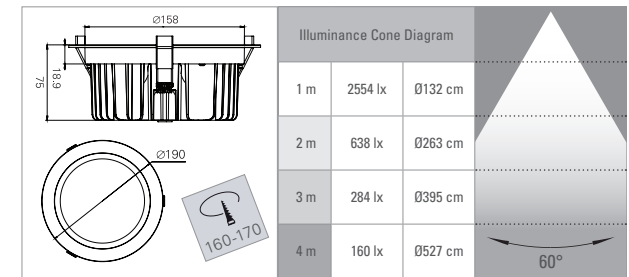 Ø158
75
18.9
Ø190
160-170
Illuminance Cone Diagram
1 m 2554 lx Ø132 cm
2 m 638 lx Ø263 cm
3 m 284 lx Ø395 cm
4 m 160 lx Ø527 cm
60°